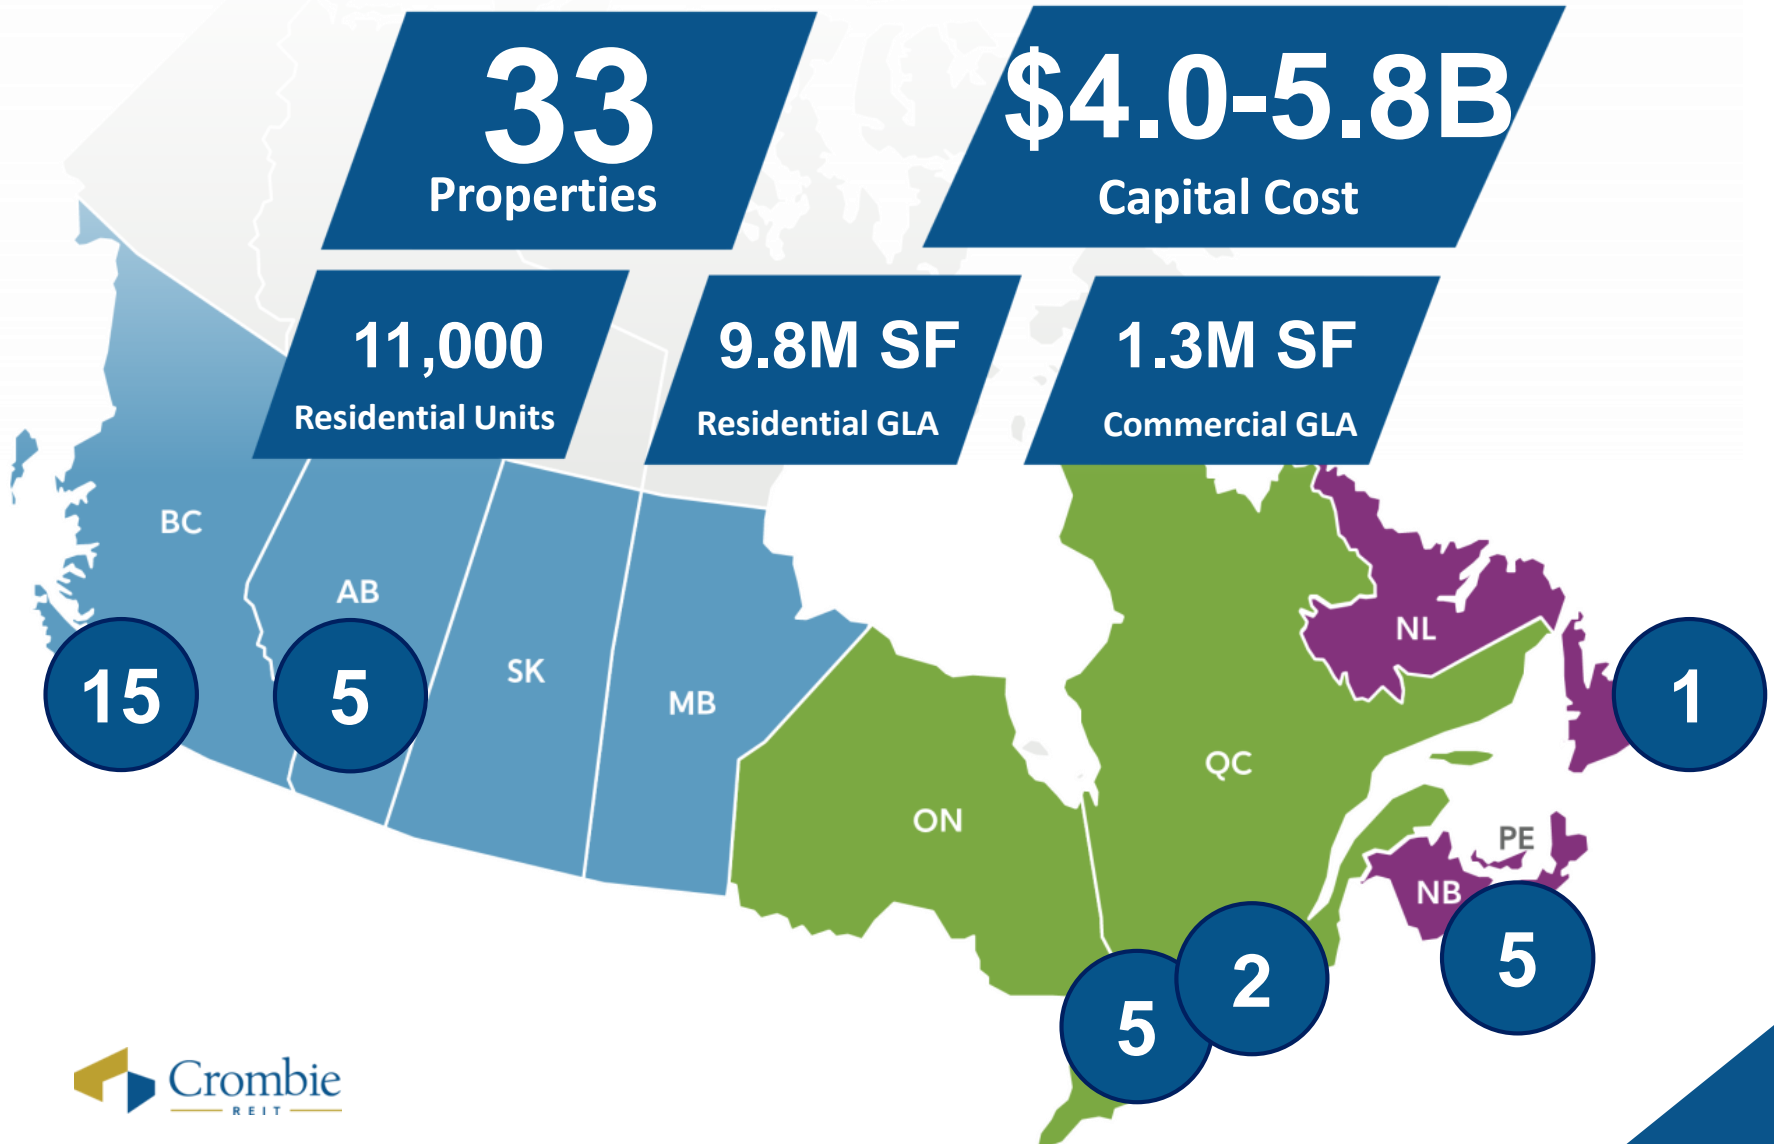 33
Properties
$4.0-5.8B
Capital Cost
11,000
Residential Units
9.8M SF
Residential GLA
1.3M SF
Commercial GLA
BC
AB
SK
MB
ON
QC
NL
PE
NB
15
5
1
5
2
5
Crombie
REIT